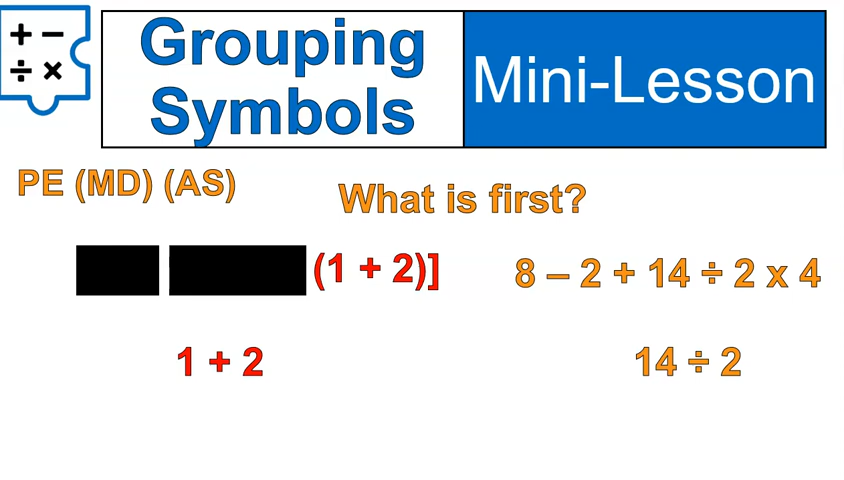 + −
÷ ×
Grouping
Symbols
Mini-Lesson
PE (MD) (AS)
What is first?
(1 + 2)]
8 – 2 + 14 ÷ 2 x 4
1 + 2
14 ÷ 2